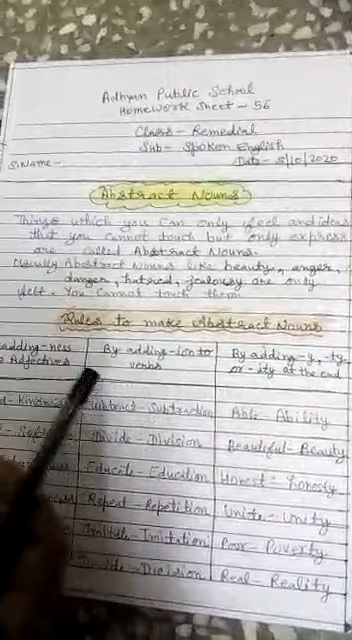 Adhyan Public School
Homework Sheet - 56
Class - Remedial
Sub - Spoken English
S.Name - Date - 5/10/2020
Abstract Nouns
Things which you can only feel and ideas
that you cannot touch but only express
are called Abstract Nouns.
Usually Abstract Nouns like beauty, anger,
danger, hatred, jealousy are only
felt. You cannot touch them.
Rules to make Abstract Nouns
adding -ness By adding -ion to By adding -y, -ty-
Adjectives verbs or -ity at the end
Kindness Subtract - Subtraction Able - Ability
Divide - Division Beautiful - Beauty
Educate - Education Honest - Honesty
Repeat - Repetition Unite - Unity
Imitate - Imitation Poor - Poverty
Decision Real - Reality